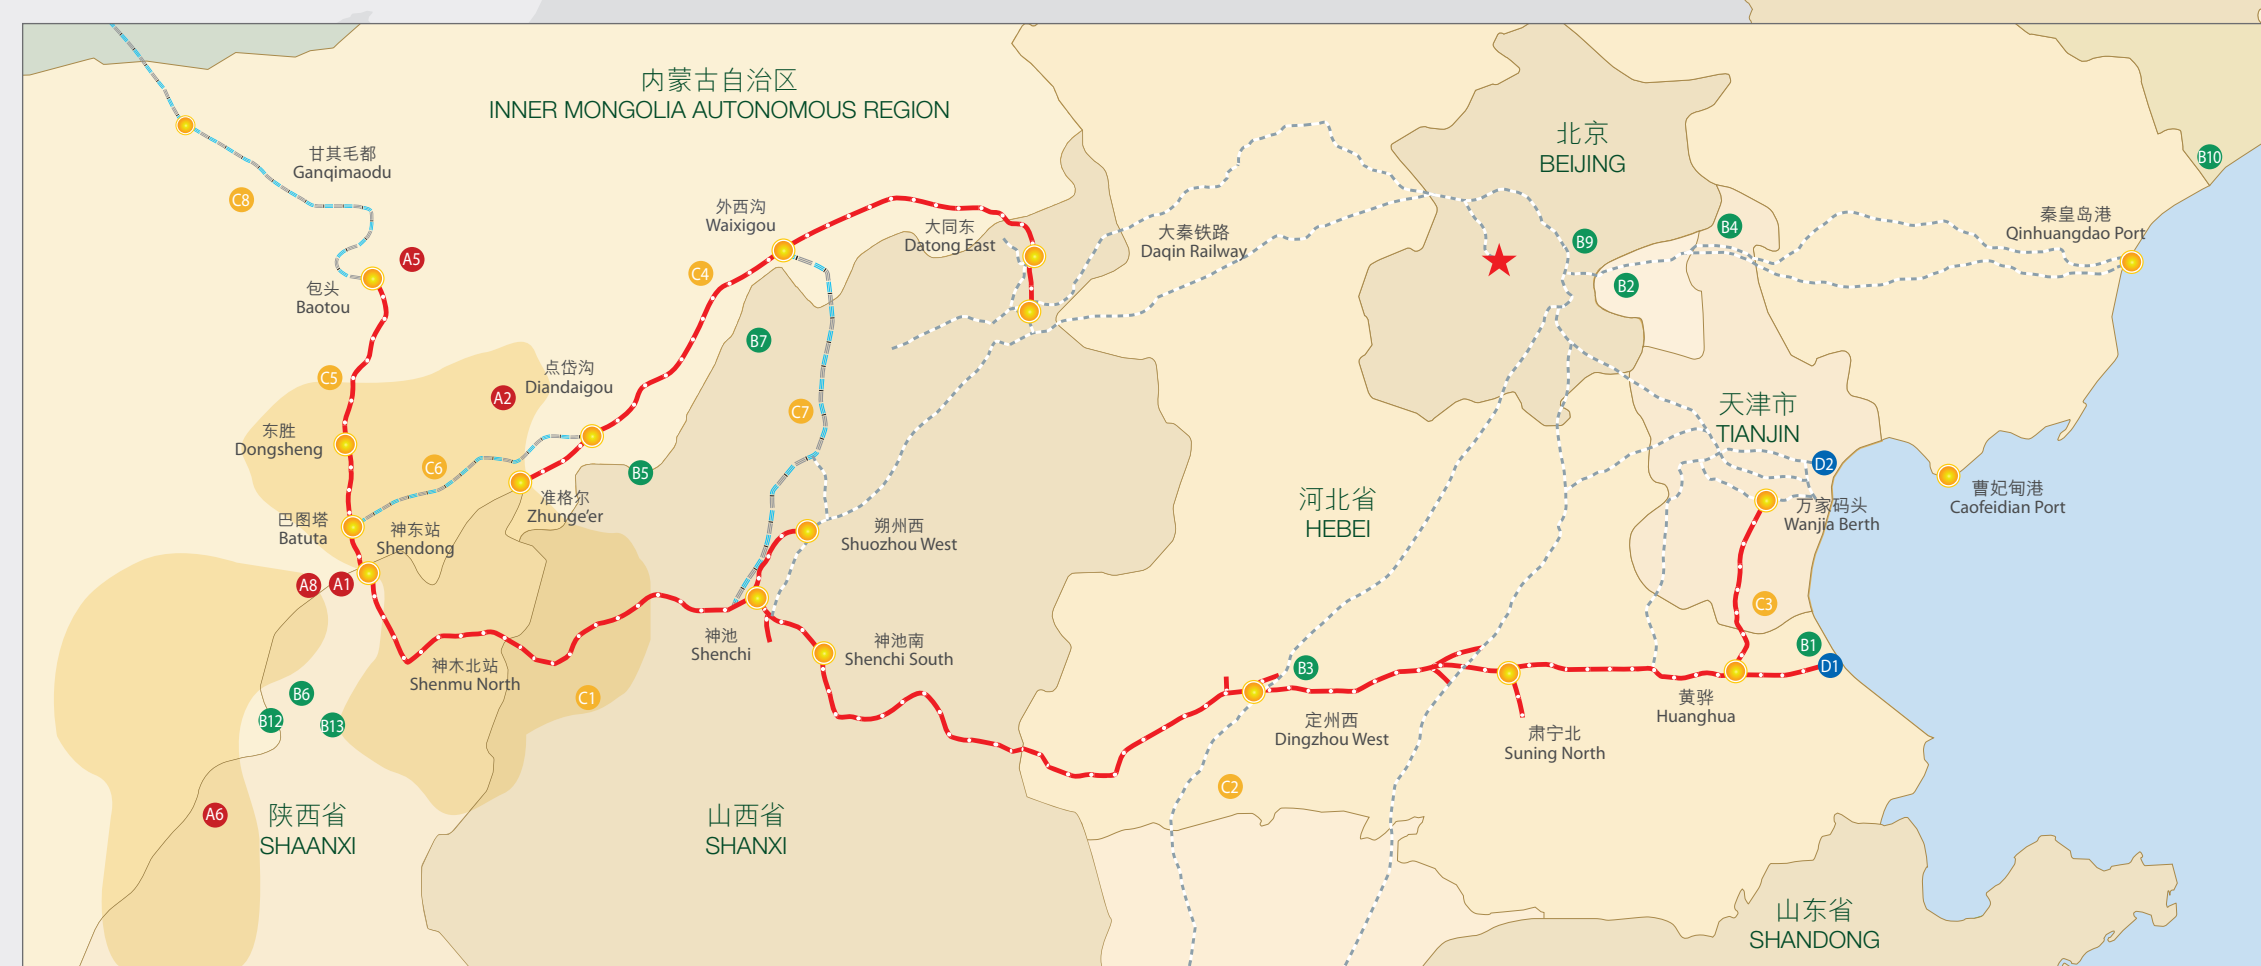 内蒙古自治区
INNER MONGOLIA AUTONOMOUS REGION
北京
BEIJING
甘其毛都
Ganqimaodu
B10
C8
外西沟
Waixigou
大同东
Datong East
大秦铁路
Daqin Railway
B9
B4
秦皇岛港
Qinhuangdao Port
A5
C4
B2
包头
Baotou
B7
C5
点岱沟
Diandaigou
A2
C7
天津市
TIANJIN
东胜
Dongsheng
C6
B5
D2
准格尔
Zhunge'er
河北省
HEBEI
万家码头
Wanjia Berth
曹妃甸港
Caofeidian Port
巴图塔
Batuta
神东站
Shendong
朔州西
Shuozhou West
A8
A1
C3
神池
Shenchi
神池南
Shenchi South
B1
D1
B3
神木北站
Shenmu North
C1
B6
B12
B13
定州西
Dingzhou West
肃宁北
Suning North
黄骅
Huanghua
C2
A6
陕西省
SHAANXI
山西省
SHANXI
山东省
SHANDONG